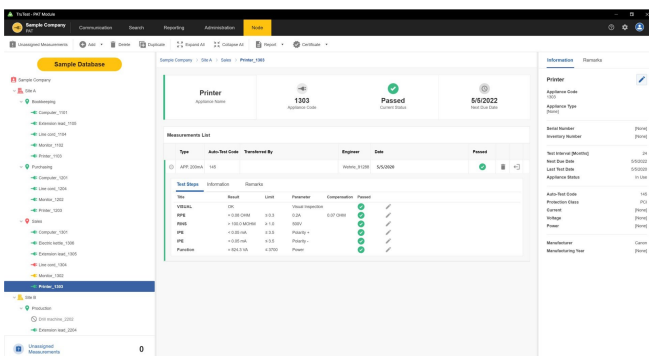 TruTest - PAT Module
Sample Company
PAT
Communication Search Reporting Administration Node
Unassigned Measurements Add Delete Duplicate Expand All Collapse All Report Certificate
Sample Database
Sample Company
Site A
Bookkeeping
Computer_1101
Extension lead_1105
Line cord_1104
Monitor_1102
Printer_1103
Purchasing
Computer_1201
Line cord_1204
Monitor_1202
Printer_1203
Sales
Computer_1301
Electric kettle_1306
Extension lead_1305
Line cord_1304
Monitor_1302
Printer_1303
Site B
Production
Drill machine_2202
Extension lead_2204
Unassigned
Measurements 0
Sample Company > Site A > Sales > Printer_1303
Printer
Appliance Name
1303
Appliance Code
Passed
Current Status
5/5/2022
Next Due Date
Measurements List
Type Auto-Test Code Transferred By Engineer Date Passed
APP. 200mA 145 5/5/2020
Test Steps Information Remarks
Title Result Limit Parameter Compensation Passed
VISUAL OK Visual inspection
RPE = 0.08 OHM ≤ 0.3 0.2A 0.07 OHM
RINS > 100.0 MOHM ≥ 1.0 500V
IPE = 0.05 mA ≤ 3.5 Polarity +
IPE = 0.05 mA ≤ 3.5 Polarity –
Function = 824.3 VA ≤ 3700 Power
Information Remarks
Printer
Appliance Code
1303
Appliance Type
[None]
Serial Number [None]
Inventory Number [None]
Test Interval [Months] 24
Next Due Date 5/5/2022
Last Test Date 5/5/2020
Appliance Status In Use
Auto-Test Code 145
Protection Class PCI
Current [None]
Voltage [None]
Power [None]
Manufacturer Canon
Manufacturing Year [None]